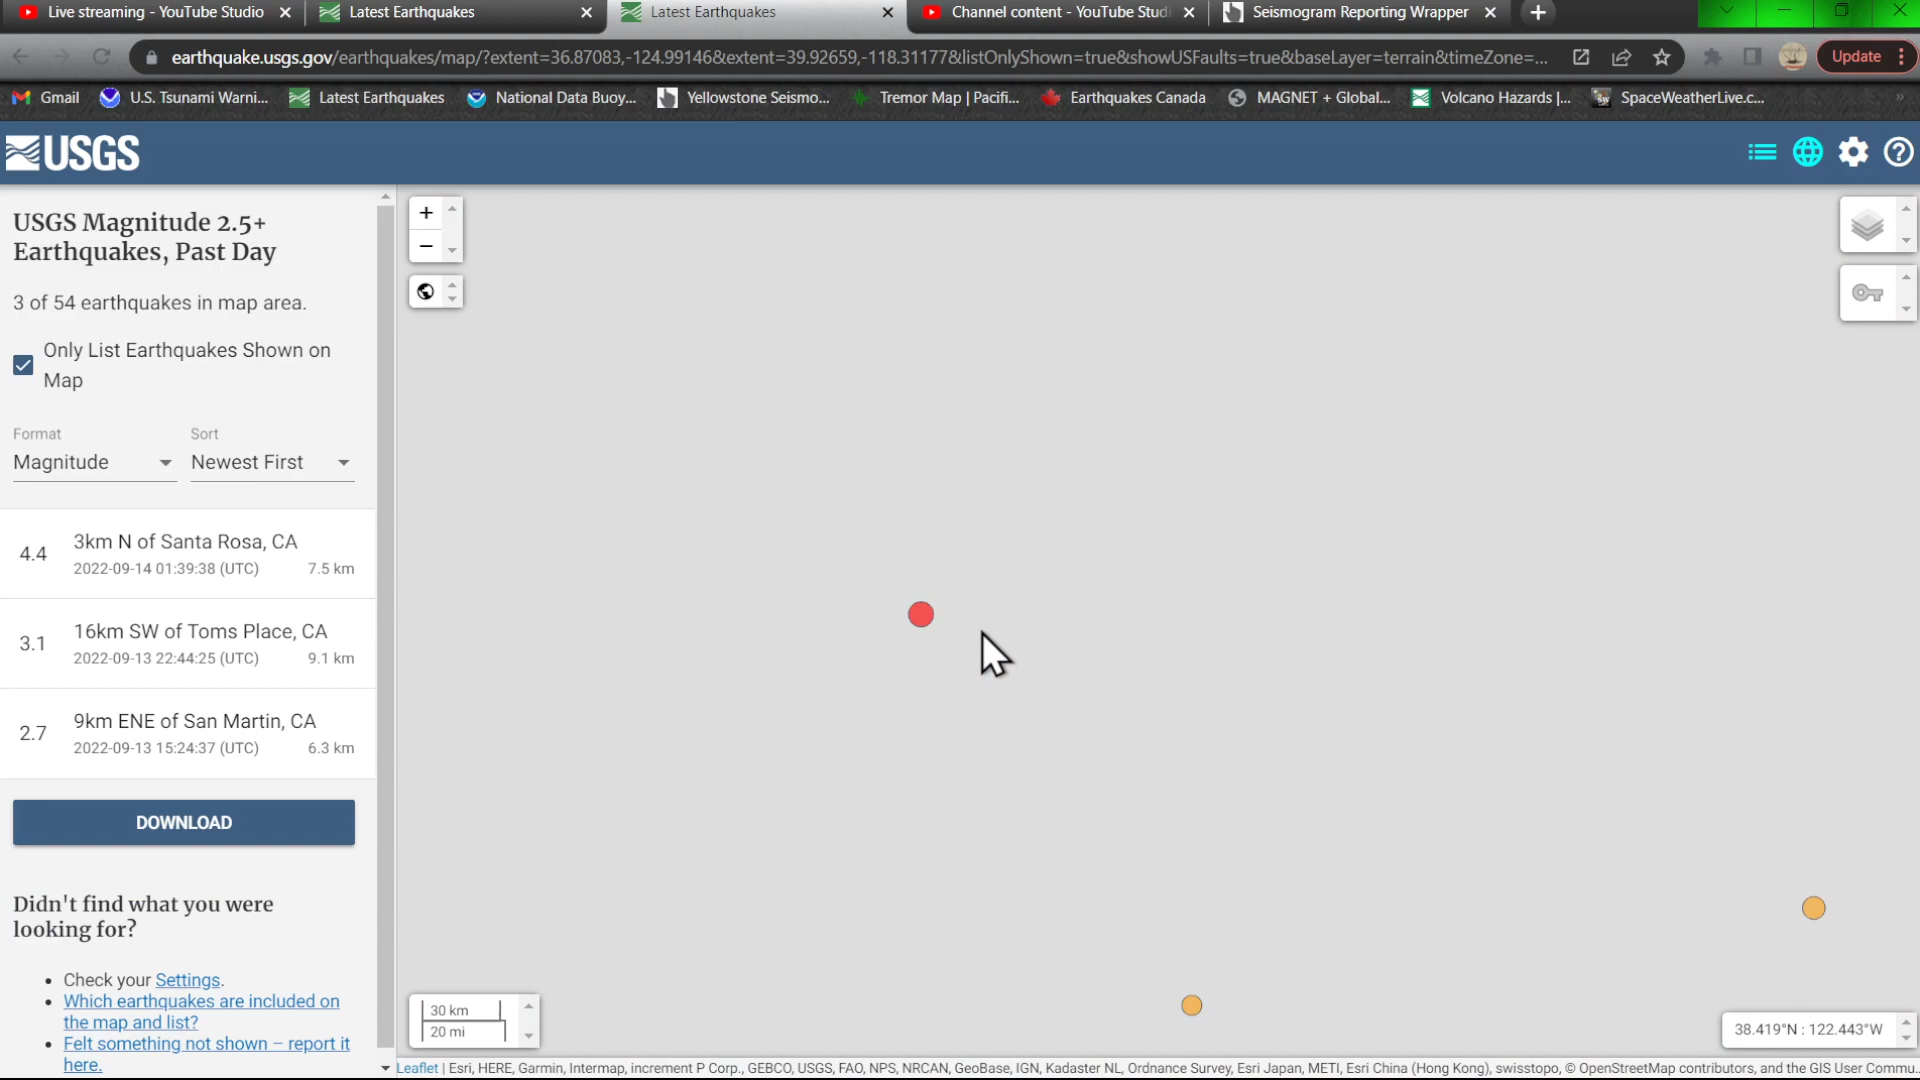 Live streaming - YouTube Studio
Latest Earthquakes
Latest Earthquakes
Channel content - YouTube Studi
Seismogram Reporting Wrapper
earthquake.usgs.gov/earthquakes/map/?extent=36.87083,-124.99146&extent=39.92659,-118.31177&listOnlyShown=true&showUSFaults=true&baseLayer=terrain&timeZone=...
Update
Gmail
U.S. Tsunami Warni...
Latest Earthquakes
National Data Buoy...
Yellowstone Seismo...
Tremor Map | Pacifi...
Earthquakes Canada
MAGNET + Global...
Volcano Hazards |...
SpaceWeatherLive.c...
USGS
USGS Magnitude 2.5+
Earthquakes, Past Day
3 of 54 earthquakes in map area.
Only List Earthquakes Shown on
Map
Format
Sort
Magnitude
Newest First
4.4
3km N of Santa Rosa, CA
2022-09-14 01:39:38 (UTC)
7.5 km
3.1
16km SW of Toms Place, CA
2022-09-13 22:44:25 (UTC)
9.1 km
2.7
9km ENE of San Martin, CA
2022-09-13 15:24:37 (UTC)
6.3 km
DOWNLOAD
Didn't find what you were
looking for?
Check your Settings.
Which earthquakes are included on
the map and list?
Felt something not shown – report it
here.
30 km
20 mi
38.419°N : 122.443°W
Leaflet | Esri, HERE, Garmin, Intermap, increment P Corp., GEBCO, USGS, FAO, NPS, NRCAN, GeoBase, IGN, Kadaster NL, Ordnance Survey, Esri Japan, METI, Esri China (Hong Kong), swisstopo, © OpenStreetMap contributors, and the GIS User Commu...